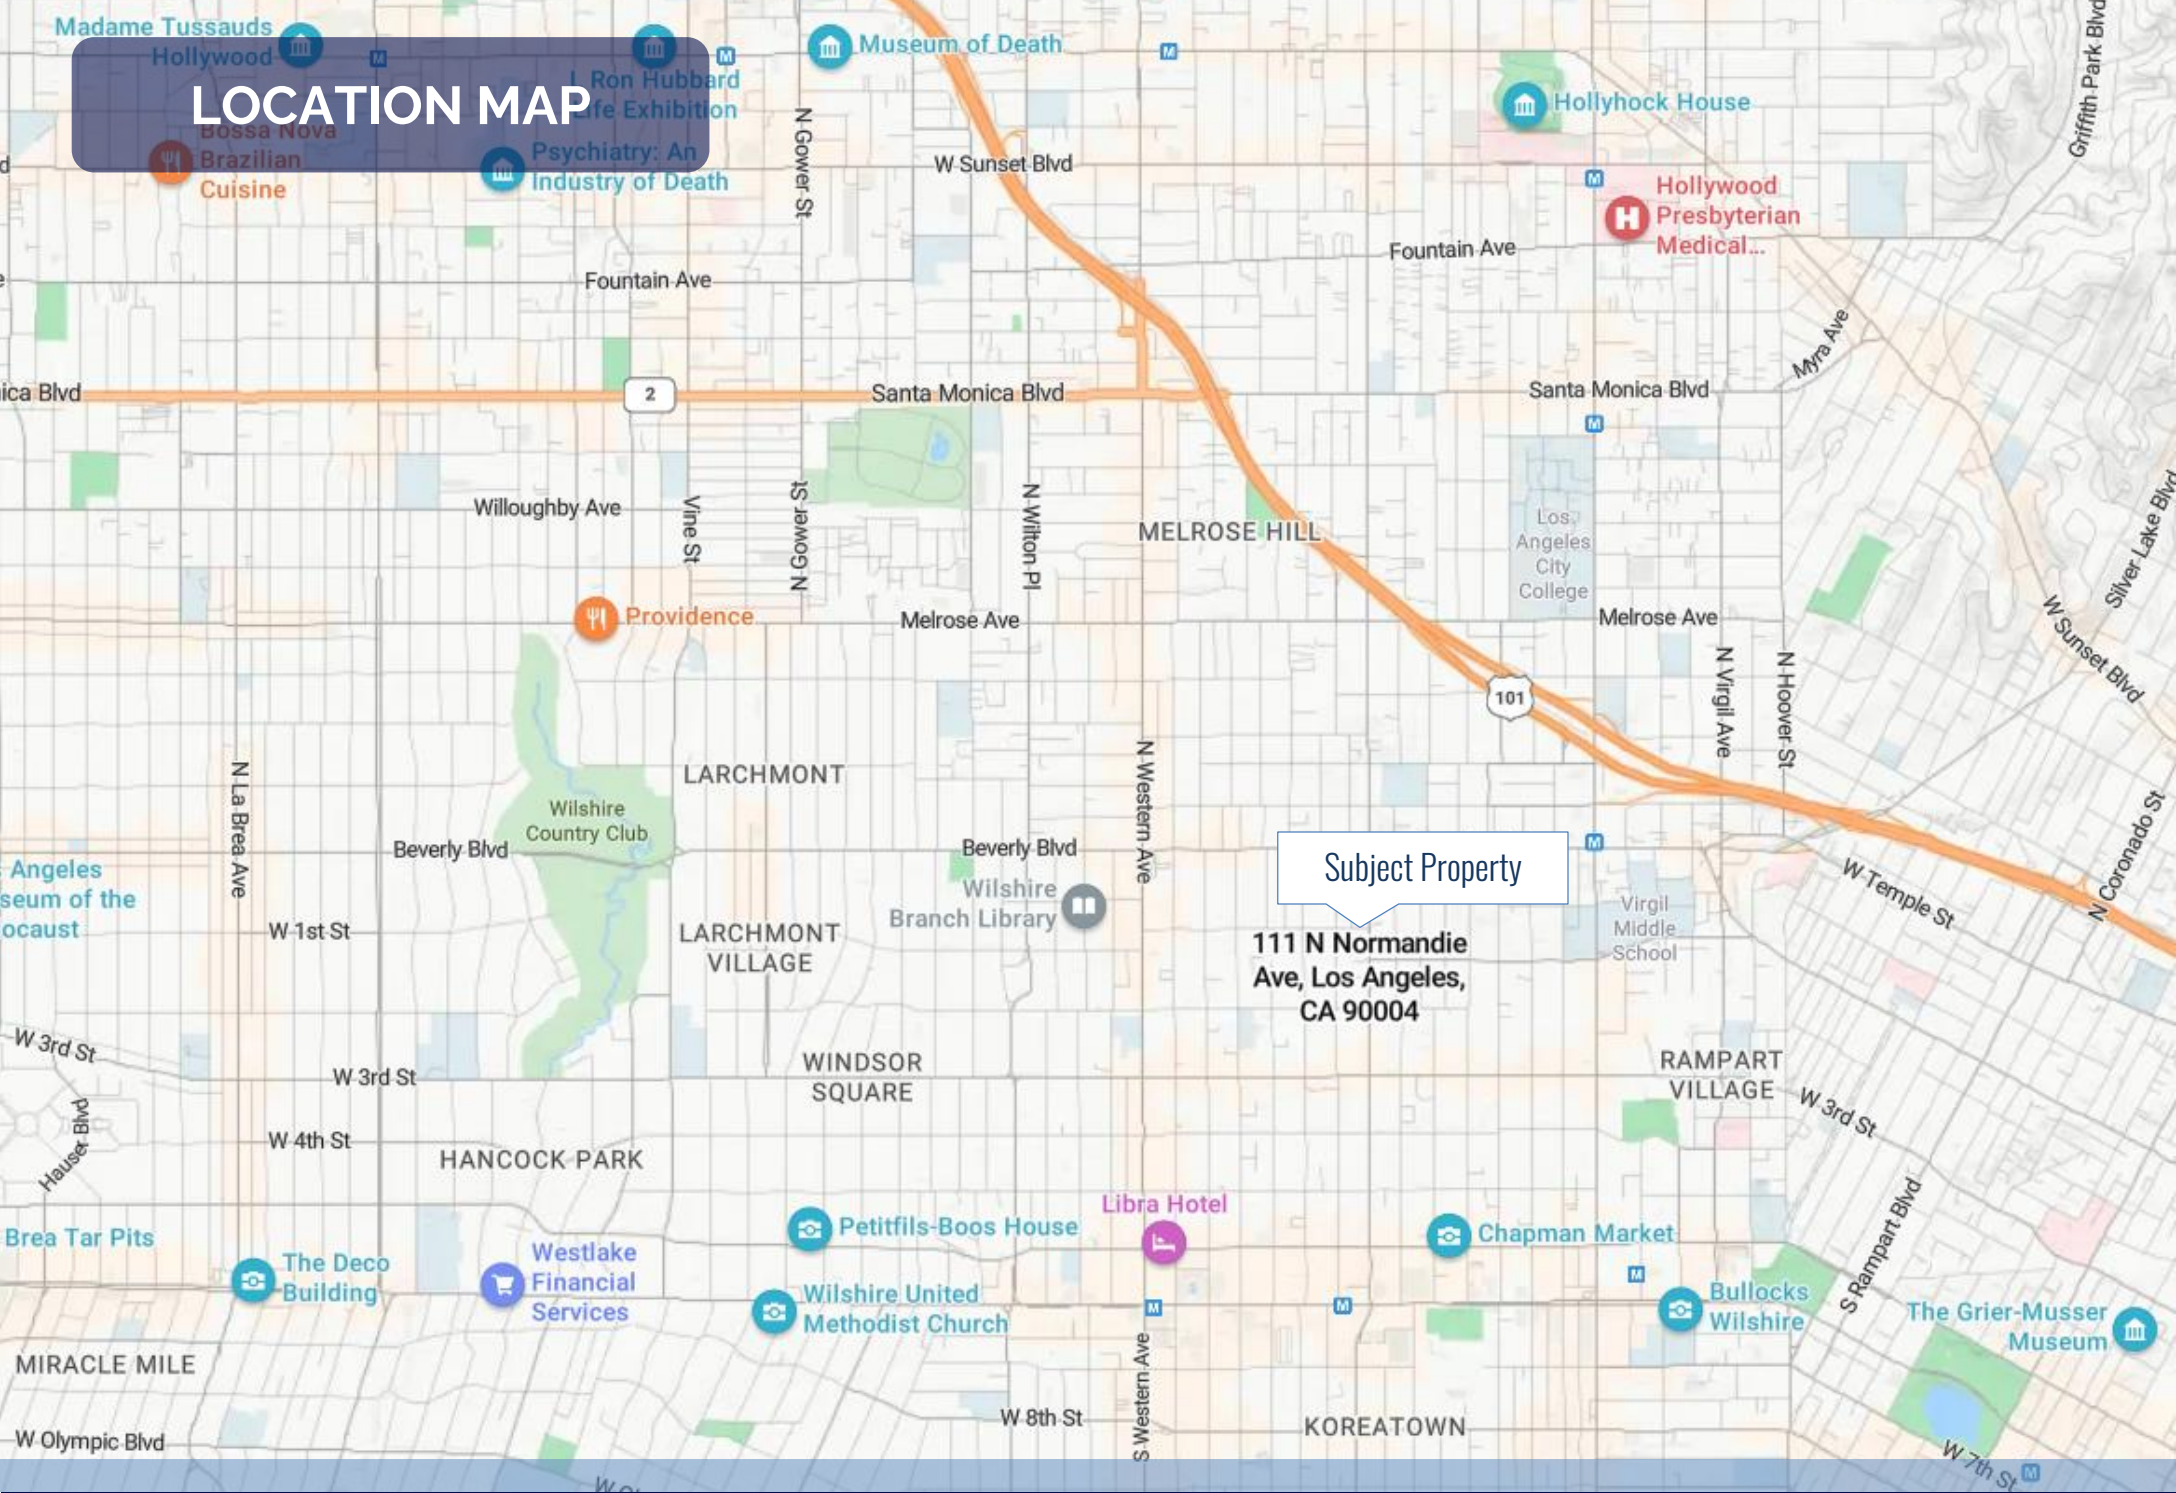 Madame Tussauds
Hollywood
LOCATION MAP
L Ron Hubbard
Life Exhibition
Museum of Death
Hollyhock House
Griffith Park Blvd
Bossa Nova
Brazilian
Cuisine
Psychiatry: An
Industry of Death
N Gower St
W Sunset Blvd
Hollywood
Presbyterian
Medical...
Fountain Ave
Fountain Ave
Myra Ave
ica Blvd
2
Santa Monica Blvd
Santa Monica Blvd
Willoughby Ave
Vine St
N Gower St
N Wilton Pl
MELROSE HILL
Los
Angeles
City
College
Silver Lake Blvd
W Sunset Blvd
Providence
Melrose Ave
Melrose Ave
101
N Virgil Ave
N Hoover St
LARCHMONT
N La Brea Ave
Wilshire
Country Club
Beverly Blvd
Beverly Blvd
N Western Ave
Subject Property
N Coronado St
W Temple St
Angeles
seum of the
ocaust
Wilshire
Branch Library
Virgil
Middle
School
W 1st St
LARCHMONT
VILLAGE
111 N Normandie
Ave, Los Angeles,
CA 90004
W 3rd St
W 3rd St
WINDSOR
SQUARE
RAMPART
VILLAGE
W 3rd St
Hauser Blvd
W 4th St
HANCOCK PARK
Libra Hotel
S Rampart Blvd
Brea Tar Pits
The Deco
Building
Westlake
Financial
Services
Petitfils-Boos House
Chapman Market
Wilshire United
Methodist Church
Bullocks
Wilshire
The Grier-Musser
Museum
MIRACLE MILE
S Western Ave
W 8th St
KOREATOWN
W Olympic Blvd
W 7th St